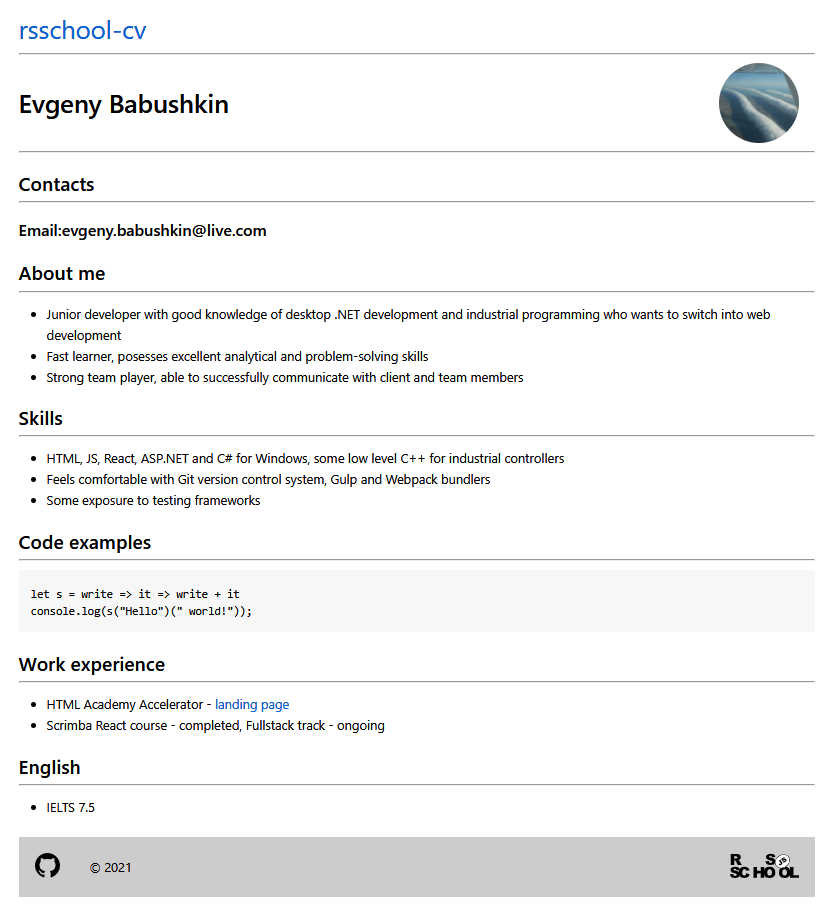 rsschool-cv
Evgeny Babushkin
Contacts
Email:evgeny.babushkin@live.com
About me
Junior developer with good knowledge of desktop .NET development and industrial programming who wants to switch into web
development
Fast learner, posesses excellent analytical and problem-solving skills
Strong team player, able to successfully communicate with client and team members
Skills
HTML, JS, React, ASP.NET and C# for Windows, some low level C++ for industrial controllers
Feels comfortable with Git version control system, Gulp and Webpack bundlers
Some exposure to testing frameworks
Code examples
let s = write => it => write + it
console.log(s("Hello")(" world!"));
Work experience
HTML Academy Accelerator - landing page
Scrimba React course - completed, Fullstack track - ongoing
English
IELTS 7.5
© 2021
R S JS
SCHOOL